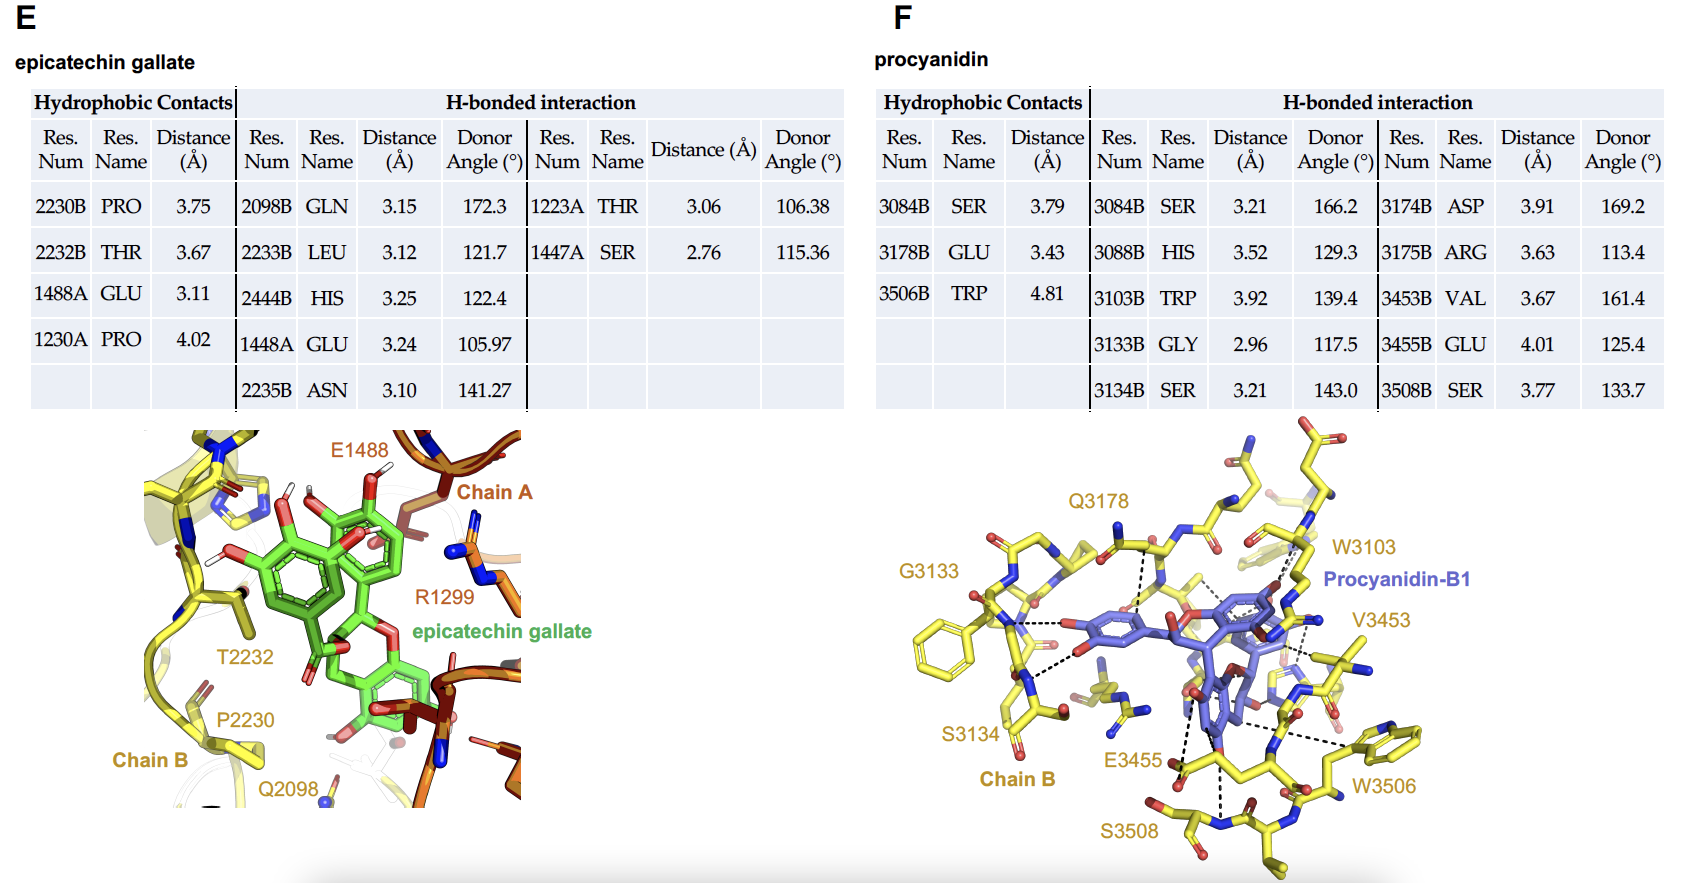 E
epicatechin gallate
Hydrophobic Contacts H-bonded interaction
Res. Num Res. Name Distance (Å) Res. Num Res. Name Distance (Å) Donor Angle (°) Res. Num Res. Name Distance (Å) Donor Angle (°)
2230B PRO 3.75 2098B GLN 3.15 172.3 1223A THR 3.06 106.38
2232B THR 3.67 2233B LEU 3.12 121.7 1447A SER 2.76 115.36
1488A GLU 3.11 2444B HIS 3.25 122.4
1230A PRO 4.02 1448A GLU 3.24 105.97
2235B ASN 3.10 141.27
E1488
Chain A
R1299
epicatechin gallate
T2232
P2230
Chain B
Q2098
F
procyanidin
Hydrophobic Contacts H-bonded interaction
Res. Num Res. Name Distance (Å) Res. Num Res. Name Distance (Å) Donor Angle (°) Res. Num Res. Name Distance (Å) Donor Angle (°)
3084B SER 3.79 3084B SER 3.21 166.2 3174B ASP 3.91 169.2
3178B GLU 3.43 3088B HIS 3.52 129.3 3175B ARG 3.63 113.4
3506B TRP 4.81 3103B TRP 3.92 139.4 3453B VAL 3.67 161.4
3133B GLY 2.96 117.5 3455B GLU 4.01 125.4
3134B SER 3.21 143.0 3508B SER 3.77 133.7
Q3178
W3103
G3133
Procyanidin-B1
V3453
S3134
E3455
Chain B
W3506
S3508